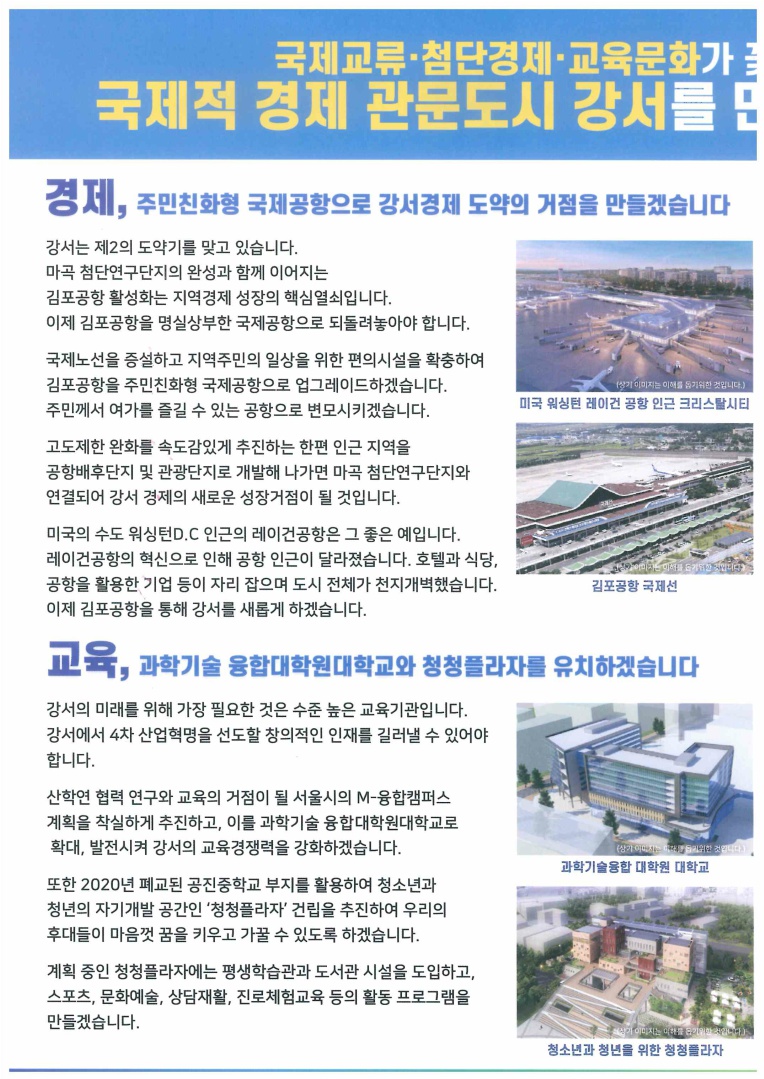 국제교류·첨단경제·교육문화가
국제적 경제 관문도시 강서를
경제, 주민친화형 국제공항으로 강서경제 도약의 거점을 만들겠습니다
강서는 제2의 도약기를 맞고 있습니다.
마곡 첨단연구단지의 완성과 함께 이어지는
김포공항 활성화는 지역경제 성장의 핵심열쇠입니다.
이제 김포공항을 명실상부한 국제공항으로 되돌려놓아야 합니다.
국제노선을 증설하고 지역주민의 일상을 위한 편의시설을 확충하여
김포공항을 주민친화형 국제공항으로 업그레이드하겠습니다.
주민께서 여가를 즐길 수 있는 공항으로 변모시키겠습니다.
고도제한 완화를 속도감있게 추진하는 한편 인근 지역을
공항배후단지 및 관광단지로 개발해 나가면 마곡 첨단연구단지와
연결되어 강서 경제의 새로운 성장거점이 될 것입니다.
미국의 수도 워싱턴D.C 인근의 레이건공항은 그 좋은 예입니다.
레이건공항의 혁신으로 인해 공항 인근이 달라졌습니다. 호텔과 식당,
공항을 활용한 기업 등이 자리 잡으며 도시 전체가 천지개벽했습니다.
이제 김포공항을 통해 강서를 새롭게 하겠습니다.
(상기 이미지는 이해를 돕기위한 것입니다.)
미국 워싱턴 레이건 공항 인근 크리스탈시티
(상기 이미지는 이해를 돕기위한 것입니다.)
김포공항 국제선
교육, 과학기술 융합대학원대학교와 청청플라자를 유치하겠습니다
강서의 미래를 위해 가장 필요한 것은 수준 높은 교육기관입니다.
강서에서 4차 산업혁명을 선도할 창의적인 인재를 길러낼 수 있어야
합니다.
산학연 협력 연구와 교육의 거점이 될 서울시의 M-융합캠퍼스
계획을 착실하게 추진하고, 이를 과학기술 융합대학원대학교로
확대, 발전시켜 강서의 교육경쟁력을 강화하겠습니다.
또한 2020년 폐교된 공진중학교 부지를 활용하여 청소년과
청년의 자기개발 공간인 ‘청청플라자’ 건립을 추진하여 우리의
후대들이 마음껏 꿈을 키우고 가꿀 수 있도록 하겠습니다.
계획 중인 청청플라자에는 평생학습관과 도서관 시설을 도입하고,
스포츠, 문화예술, 상담재활, 진로체험교육 등의 활동 프로그램을
만들겠습니다.
(상기 이미지는 이해를 돕기위한 것입니다.)
과학기술융합 대학원 대학교
(상기 이미지는 이해를 돕기위한 것입니다.)
청소년과 청년을 위한 청청플라자